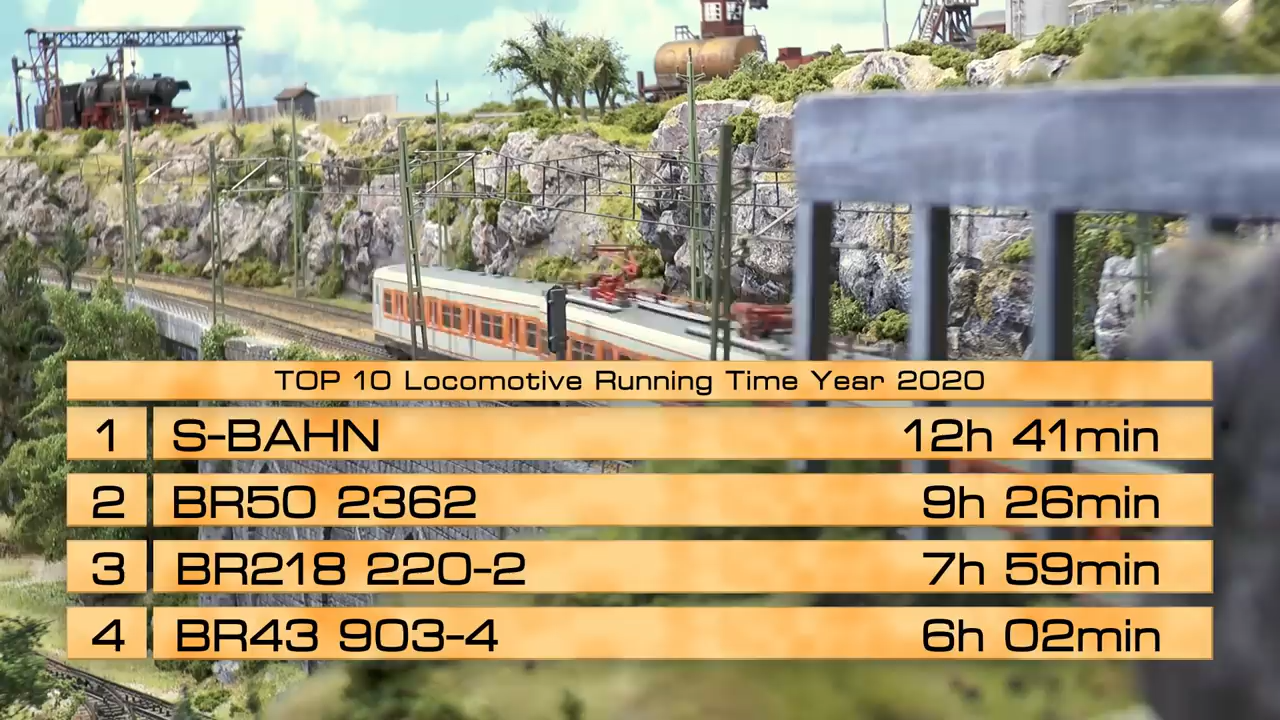 TOP 10 Locomotive Running Time Year 2020
1 S-BAHN 12h 41min
2 BR50 2362 9h 26min
3 BR218 220-2 7h 59min
4 BR43 903-4 6h 02min